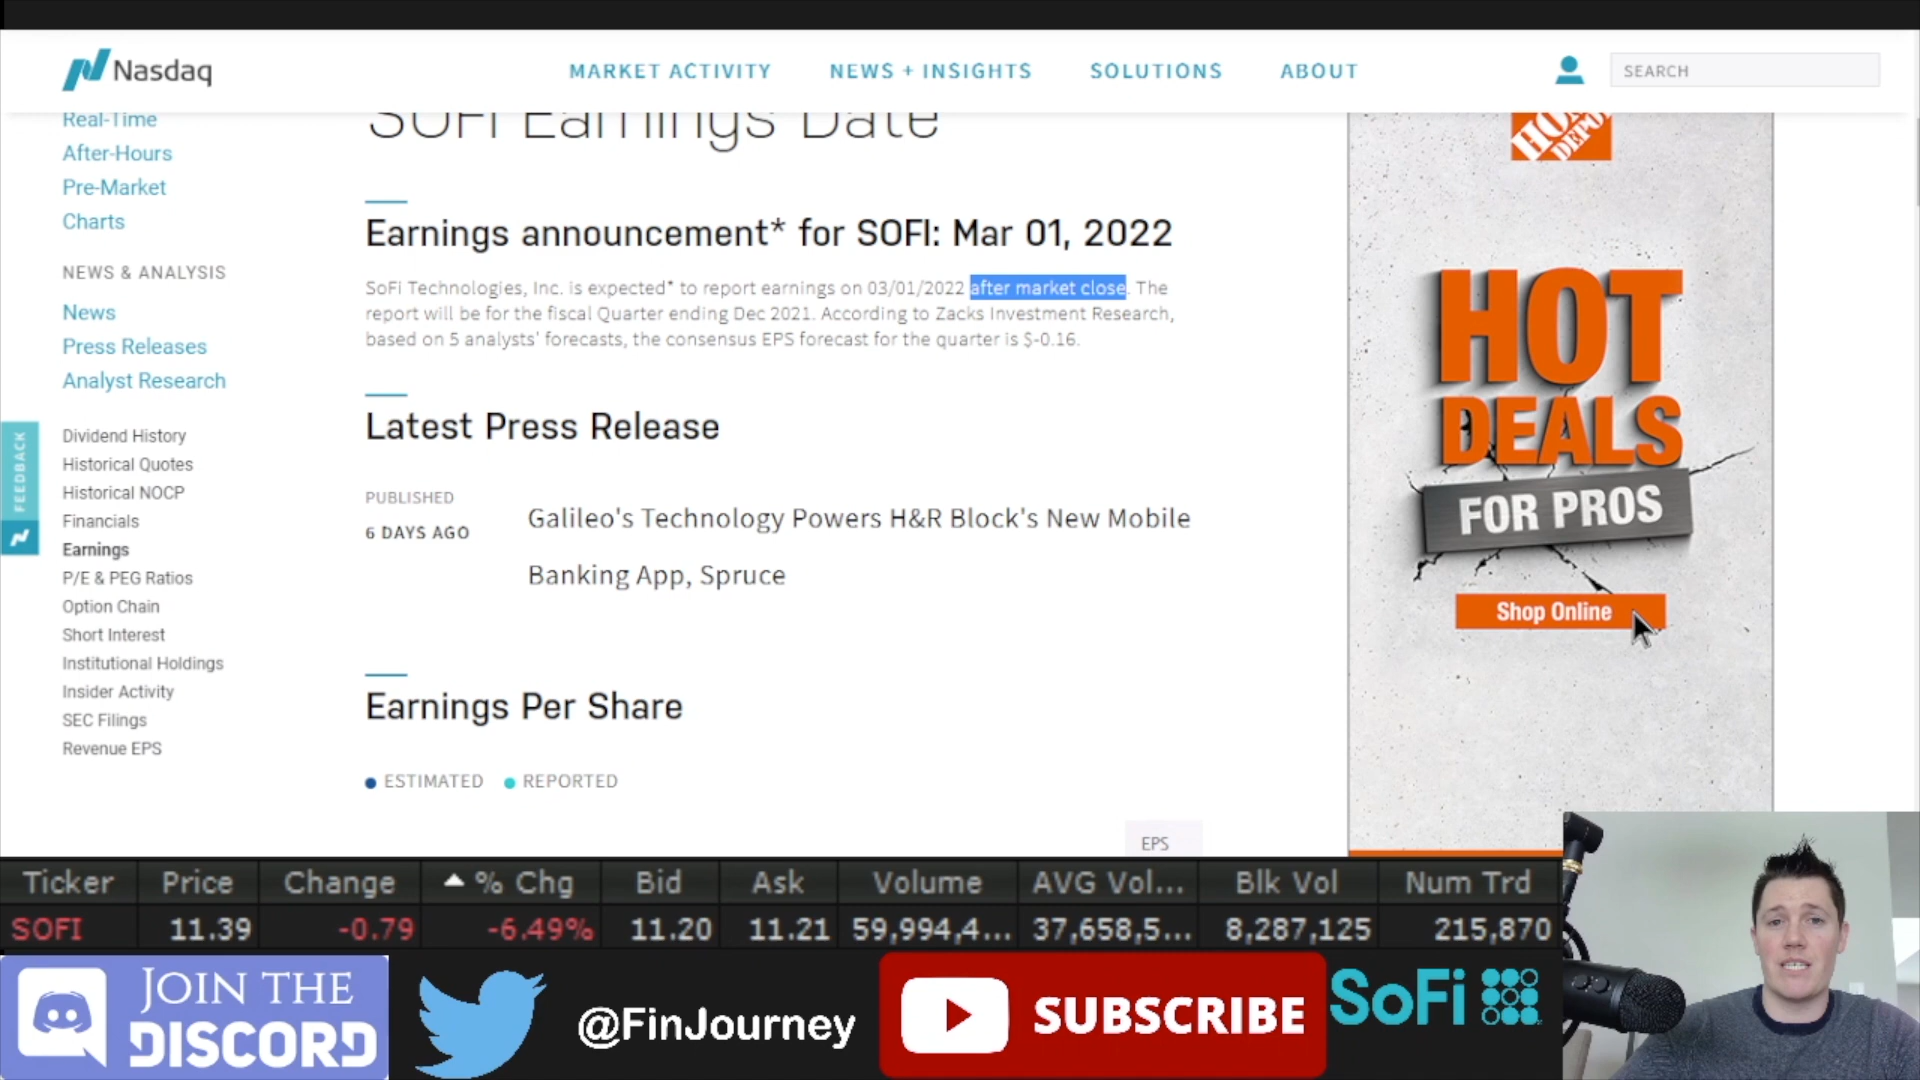 Nasdaq
MARKET ACTIVITY
NEWS + INSIGHTS
SOLUTIONS
ABOUT
SEARCH
Real-Time
After-Hours
Pre-Market
Charts
NEWS & ANALYSIS
News
Press Releases
Analyst Research
FEEDBACK
Dividend History
Historical Quotes
Historical NOCP
Financials
Earnings
P/E & PEG Ratios
Option Chain
Short Interest
Institutional Holdings
Insider Activity
SEC Filings
Revenue EPS
SOFI Earnings Date
Earnings announcement* for SOFI: Mar 01, 2022
SoFi Technologies, Inc. is expected* to report earnings on 03/01/2022 after market close. The
report will be for the fiscal Quarter ending Dec 2021. According to Zacks Investment Research,
based on 5 analysts' forecasts, the consensus EPS forecast for the quarter is $-0.16.
Latest Press Release
PUBLISHED
6 DAYS AGO
Galileo's Technology Powers H&R Block's New Mobile
Banking App, Spruce
Earnings Per Share
ESTIMATED REPORTED
EPS
HOME
DEPOT
HOT
DEALS
FOR PROS
Shop Online
Ticker Price Change % Chg Bid Ask Volume AVG Vol... Blk Vol Num Trd
SOFI 11.39 -0.79 -6.49% 11.20 11.21 59,994,4... 37,658,5... 8,287,125 215,870
JOIN THE
DISCORD
@FinJourney
SUBSCRIBE
SoFi